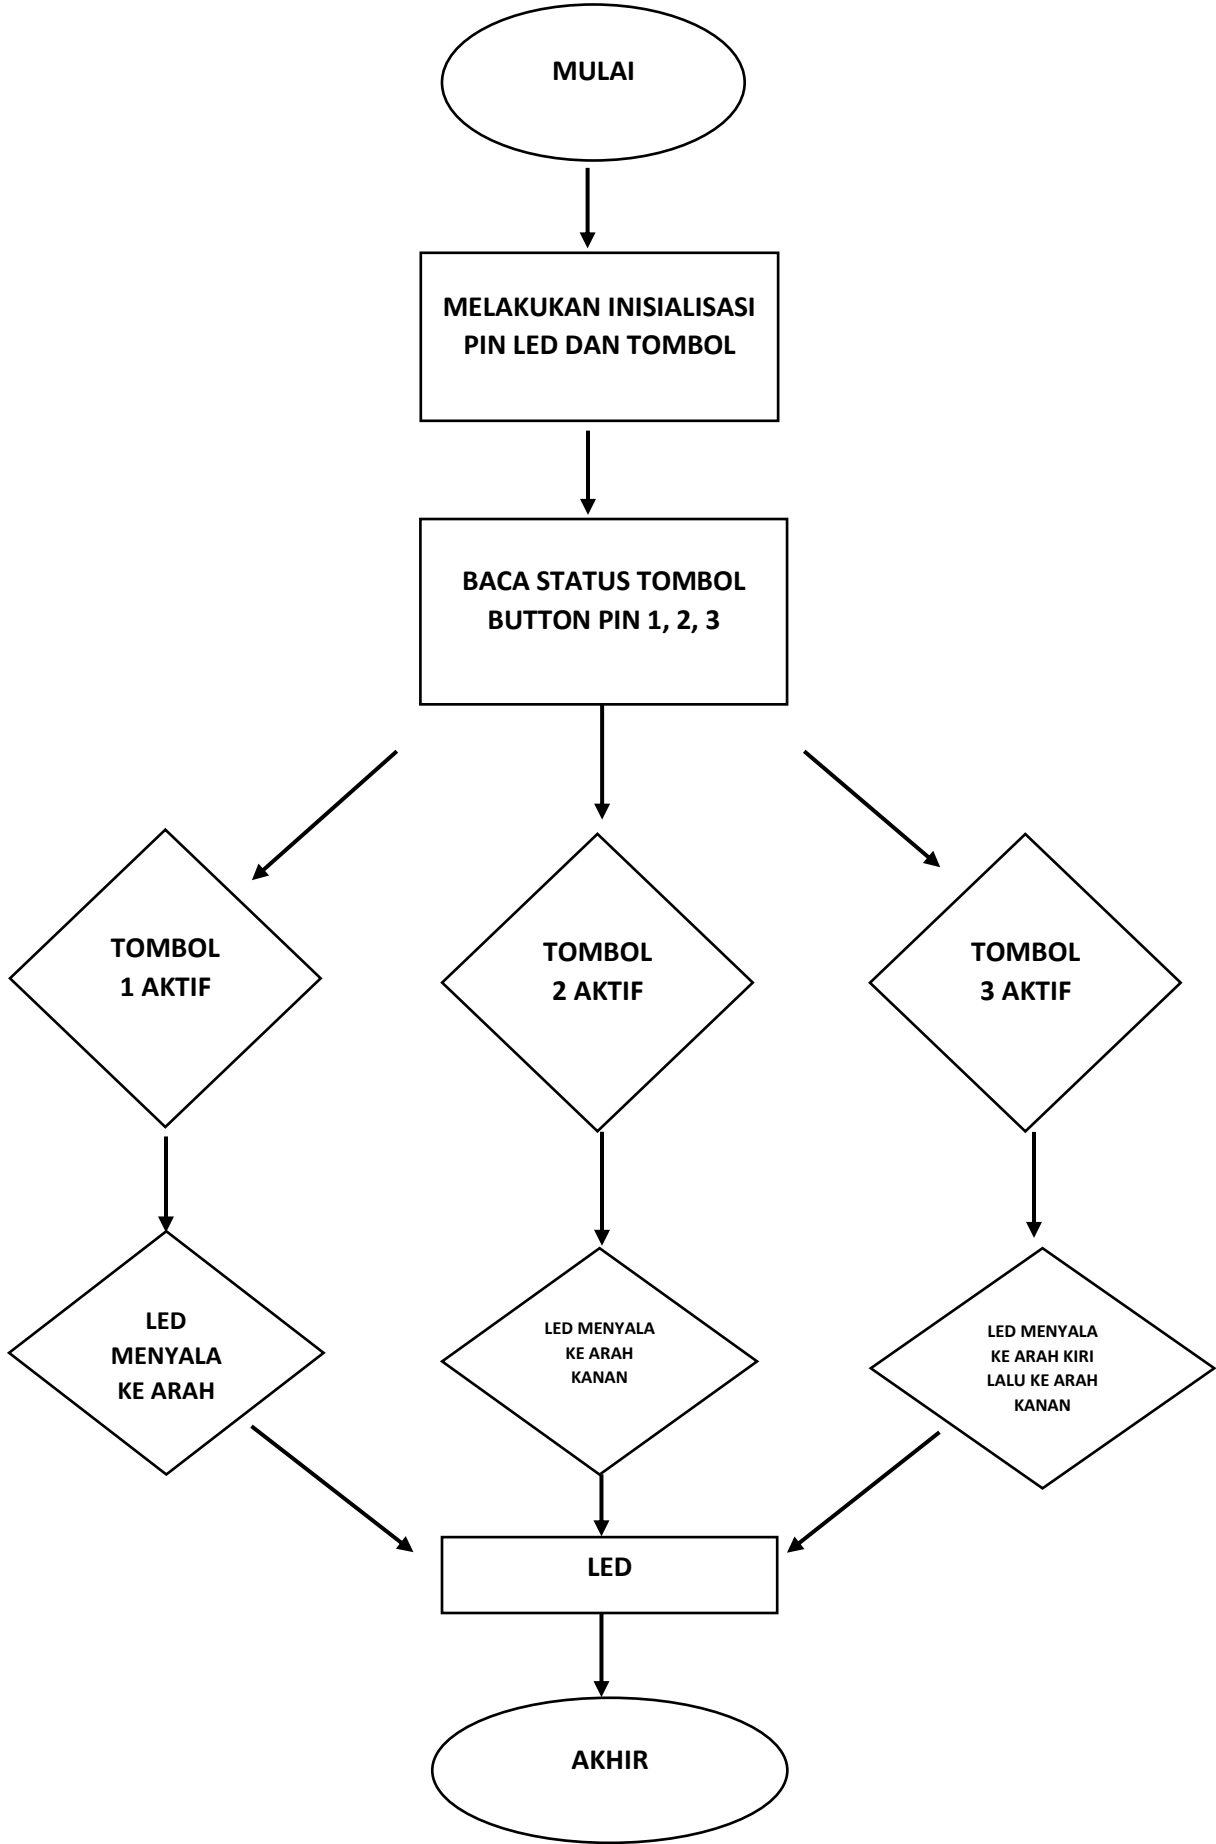 MULAI
MELAKUKAN INISIALISASI
PIN LED DAN TOMBOL
BACA STATUS TOMBOL
BUTTON PIN 1, 2, 3
TOMBOL
1 AKTIF
TOMBOL
2 AKTIF
TOMBOL
3 AKTIF
LED
MENYALA
KE ARAH
LED MENYALA
KE ARAH
KANAN
LED MENYALA
KE ARAH KIRI
LALU KE ARAH
KANAN
LED
AKHIR